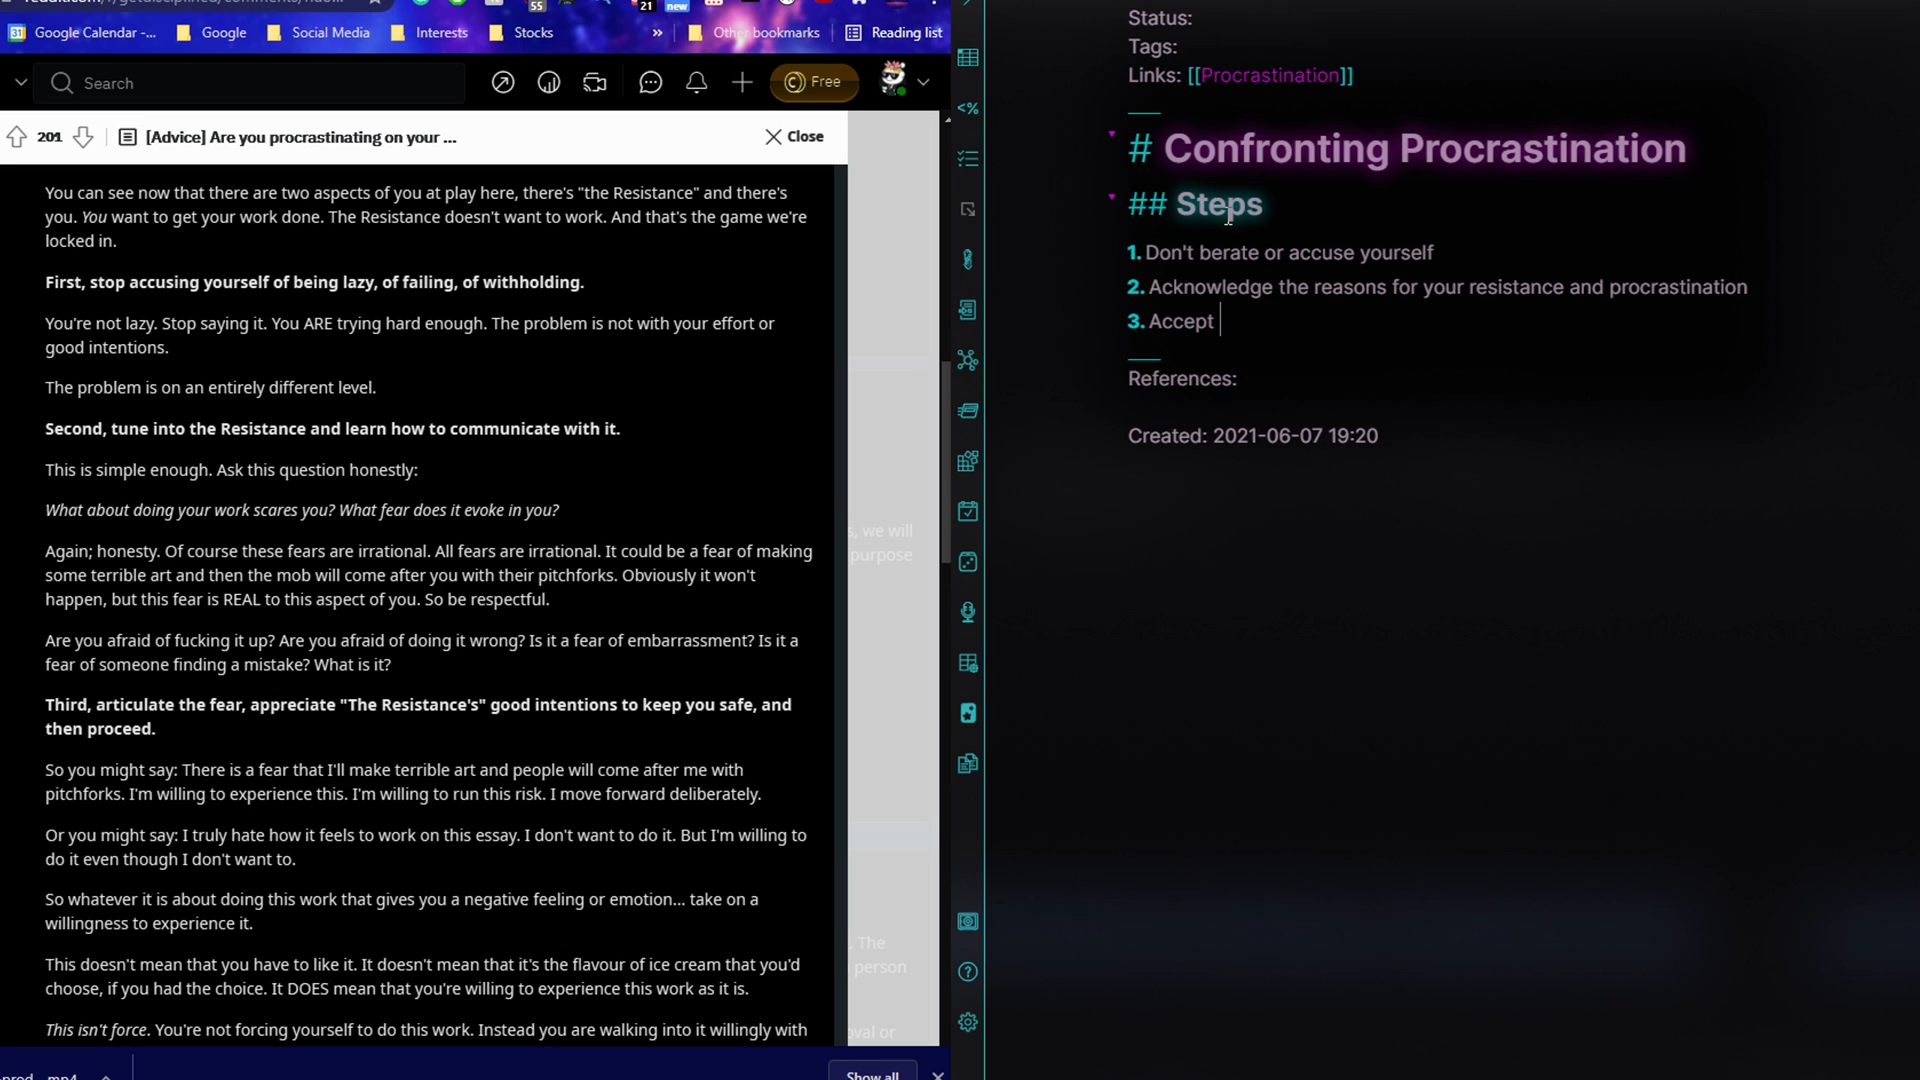 55
21
new
31
Google Calendar -...
Google
Social Media
Interests
Stocks
»
Other bookmarks
Reading list
Search
Free
201
[Advice] Are you procrastinating on your ...
Close
You can see now that there are two aspects of you at play here, there's "the Resistance" and there's
you. You want to get your work done. The Resistance doesn't want to work. And that's the game we're
locked in.
First, stop accusing yourself of being lazy, of failing, of withholding.
You're not lazy. Stop saying it. You ARE trying hard enough. The problem is not with your effort or
good intentions.
The problem is on an entirely different level.
Second, tune into the Resistance and learn how to communicate with it.
This is simple enough. Ask this question honestly:
What about doing your work scares you? What fear does it evoke in you?
Again; honesty. Of course these fears are irrational. All fears are irrational. It could be a fear of making
some terrible art and then the mob will come after you with their pitchforks. Obviously it won't
happen, but this fear is REAL to this aspect of you. So be respectful.
Are you afraid of fucking it up? Are you afraid of doing it wrong? Is it a fear of embarrassment? Is it a
fear of someone finding a mistake? What is it?
Third, articulate the fear, appreciate "The Resistance's" good intentions to keep you safe, and
then proceed.
So you might say: There is a fear that I'll make terrible art and people will come after me with
pitchforks. I'm willing to experience this. I'm willing to run this risk. I move forward deliberately.
Or you might say: I truly hate how it feels to work on this essay. I don't want to do it. But I'm willing to
do it even though I don't want to.
So whatever it is about doing this work that gives you a negative feeling or emotion... take on a
willingness to experience it.
This doesn't mean that you have to like it. It doesn't mean that it's the flavour of ice cream that you'd
choose, if you had the choice. It DOES mean that you're willing to experience this work as it is.
This isn't force. You're not forcing yourself to do this work. Instead you are walking into it willingly with
s, we will
purpose
. The
person
oval or
prod....mp4
Show all
<%
Status:
Tags:
Links: [[Procrastination]]
# Confronting Procrastination
## Steps
1. Don't berate or accuse yourself
2. Acknowledge the reasons for your resistance and procrastination
3. Accept
References:
Created: 2021-06-07 19:20